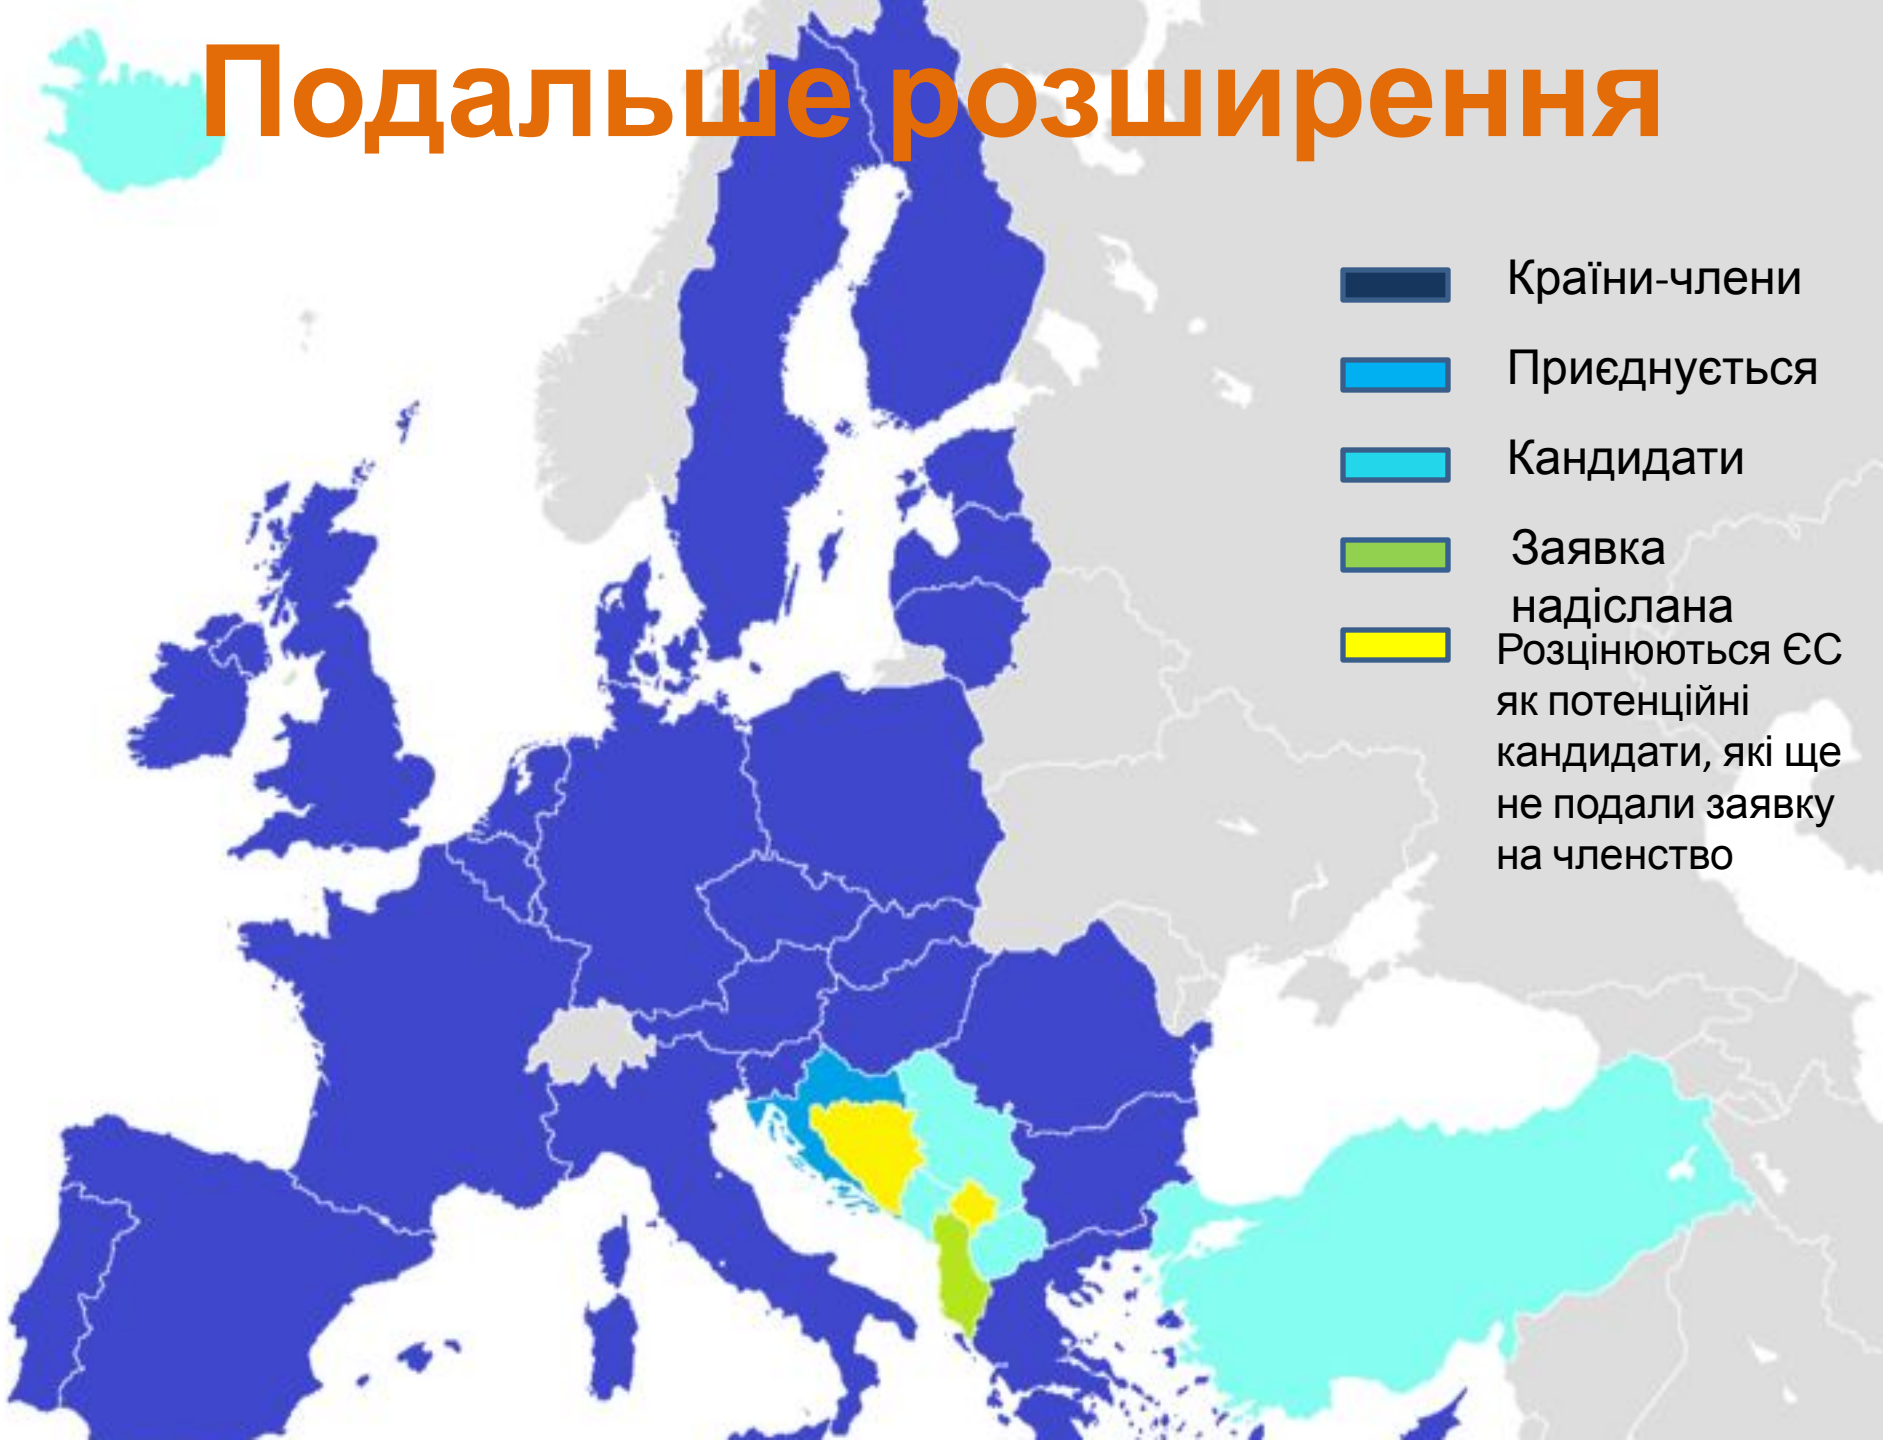 Подальше розширення
Країни-члени
Приєднується
Кандидати
Заявка
надіслана
Розцінюються ЄС
як потенційні
кандидати, які ще
не подали заявку
на членство